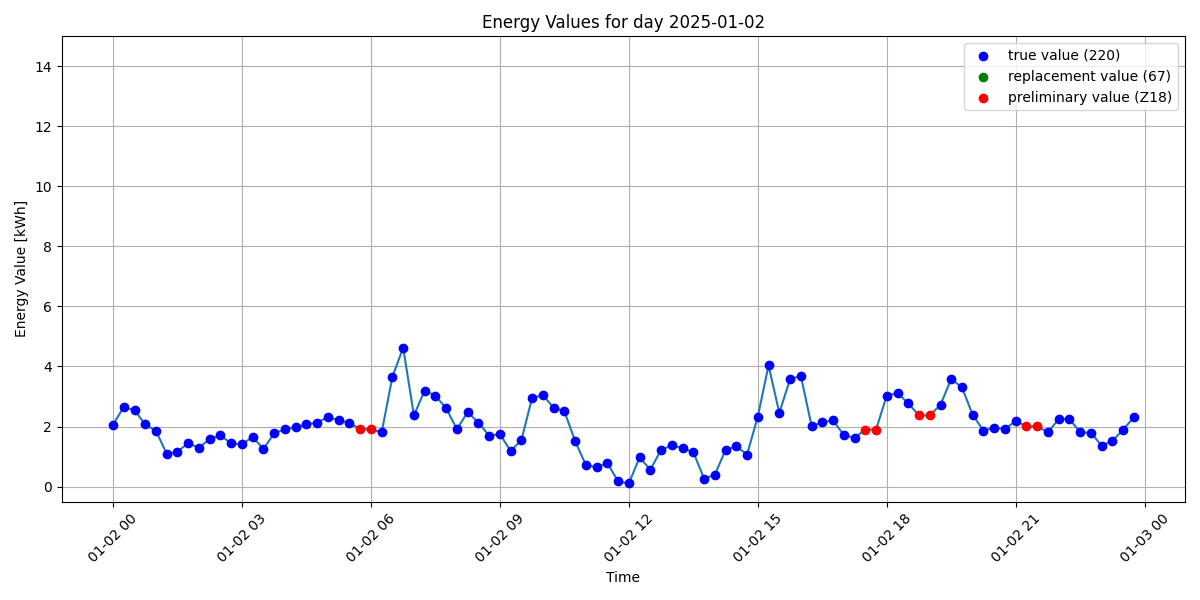 Energy Values for day 2025-01-02
true value (220)
replacement value (67)
preliminary value (Z18)
Energy Value [kWh]
14
12
10
8
6
4
2
0
01-02 00
01-02 03
01-02 06
01-02 09
01-02 12
01-02 15
01-02 18
01-02 21
01-03 00
Time